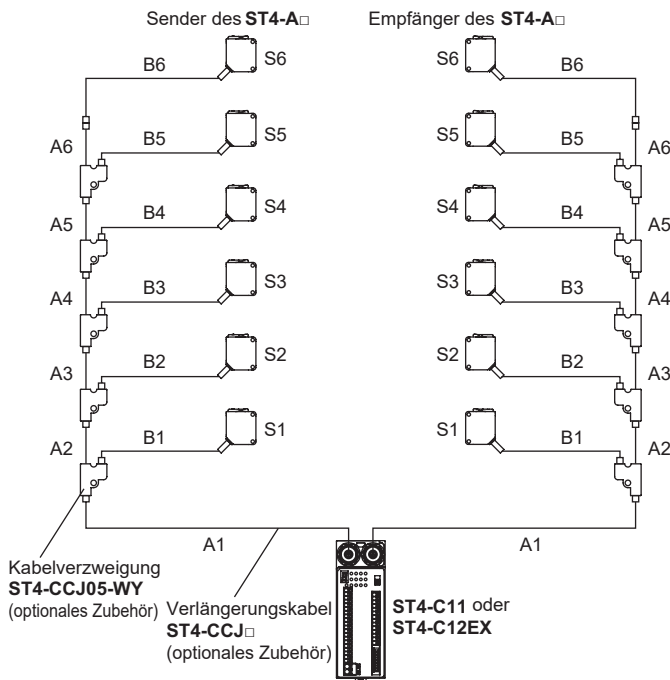 Sender des ST4-A□
Empfänger des ST4-A□
B6 S6 S6 B6
A6 B5 S5 S5 B5 A6
A5 B4 S4 S4 B4 A5
A4 B3 S3 S3 B3 A4
A3 B2 S2 S2 B2 A3
A2 B1 S1 S1 B1 A2
A1 A1
Kabelverzweigung
ST4-CCJ05-WY
(optionales Zubehör)
Verlängerungskabel
ST4-CCJ□
(optionales Zubehör)
ST4-C11 oder
ST4-C12EX